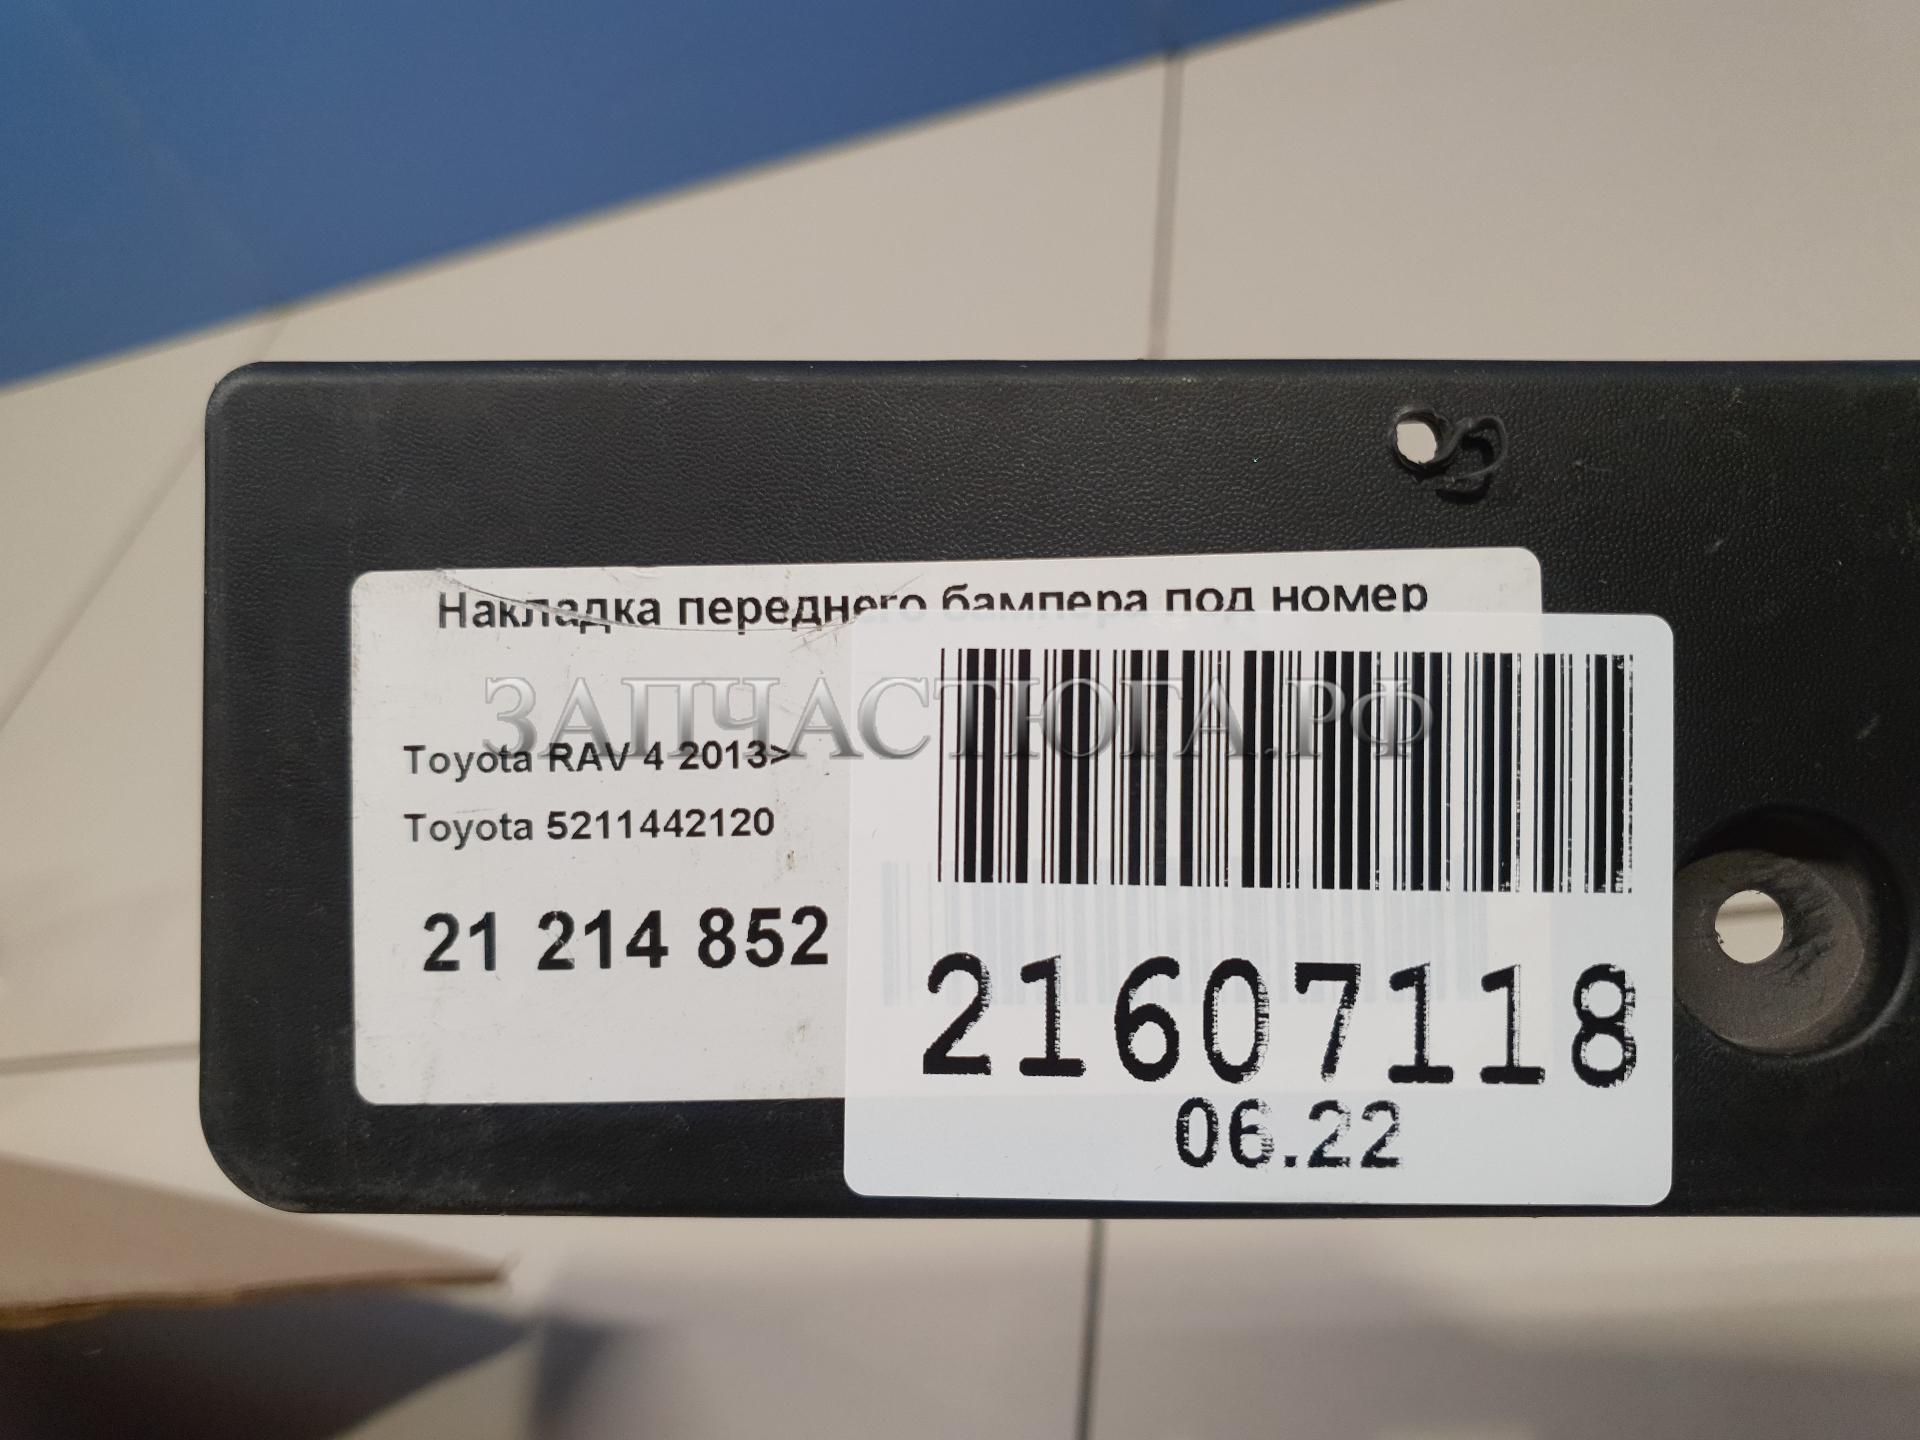 Накладка переднего бампера под номер
ЗАПЧАСТЮГА.РФ
Toyota RAV 4 2013>
Toyota 5211442120
21 214 852
21607118
06.22